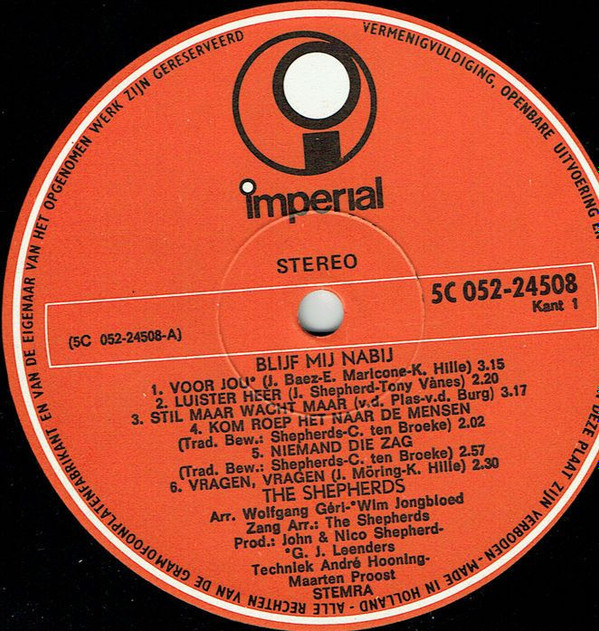 VERMENIGVULDIGING, OPENBARE UITVOERING EN
DEZE PLAAT ZIJN VERBODEN - MADE IN HOLLAND - ALLE RECHTEN VAN DE GRAMOFOONPLATENFABRIKANT EN VAN DE EIGENAAR VAN HET OPGENOMEN WERK ZIJN GERESERVEERD
imperial
STEREO
5C 052-24508
Kant 1
(5C 052-24508-A)
BLIJF MIJ NABIJ
1. VOOR JOU° (J. Baez-E. Maricone-K. Hille) 3.15
2. LUISTER HEER (J. Shepherd-Tony Vànes) 2.20
3. STIL MAAR WACHT MAAR (v.d. Plas-v.d. Burg) 3.17
4. KOM ROEP HET NAAR DE MENSEN
(Trad. Bew.: Shepherds-C. ten Broeke) 2.02
5. NIEMAND DIE ZAG
(Trad. Bew.: Shepherds-C. ten Broeke) 2.57
6. VRAGEN, VRAGEN (J. Möring-K. Hille) 2.30
THE SHEPHERDS
Arr. Wolfgang Géri-°Wim Jongbloed
Zang Arr.: The Shepherds
Prod.: John & Nico Shepherd-
°G. J. Leenders
Techniek André Hooning-
Maarten Proost
STEMRA